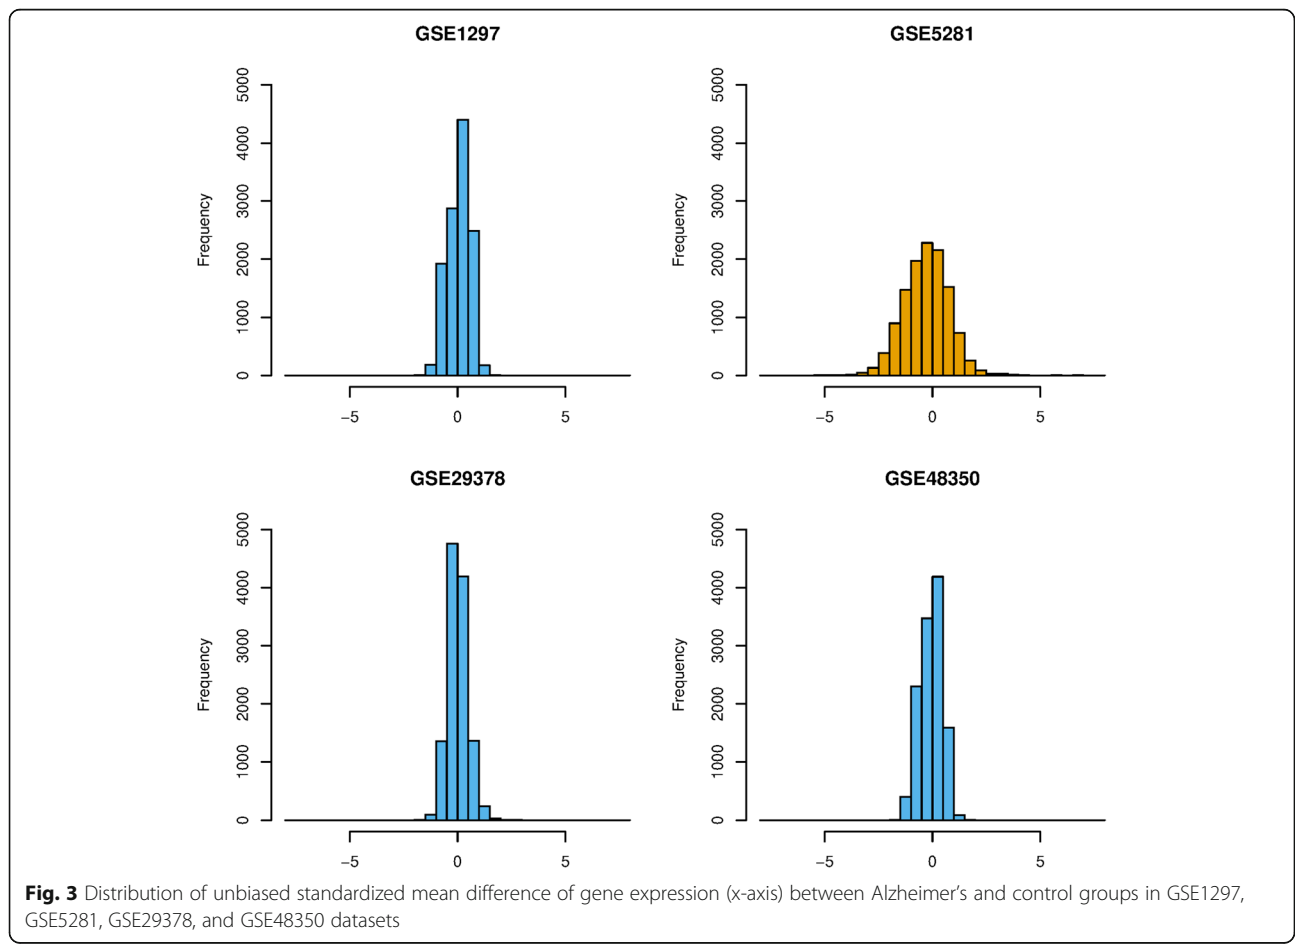 GSE1297
GSE5281
Frequency
0 1000 2000 3000 4000 5000
−5 0 5
Frequency
0 1000 2000 3000 4000 5000
−5 0 5
GSE29378
GSE48350
Frequency
0 1000 2000 3000 4000 5000
−5 0 5
Frequency
0 1000 2000 3000 4000 5000
−5 0 5
Fig. 3 Distribution of unbiased standardized mean difference of gene expression (x-axis) between Alzheimer’s and control groups in GSE1297,
GSE5281, GSE29378, and GSE48350 datasets